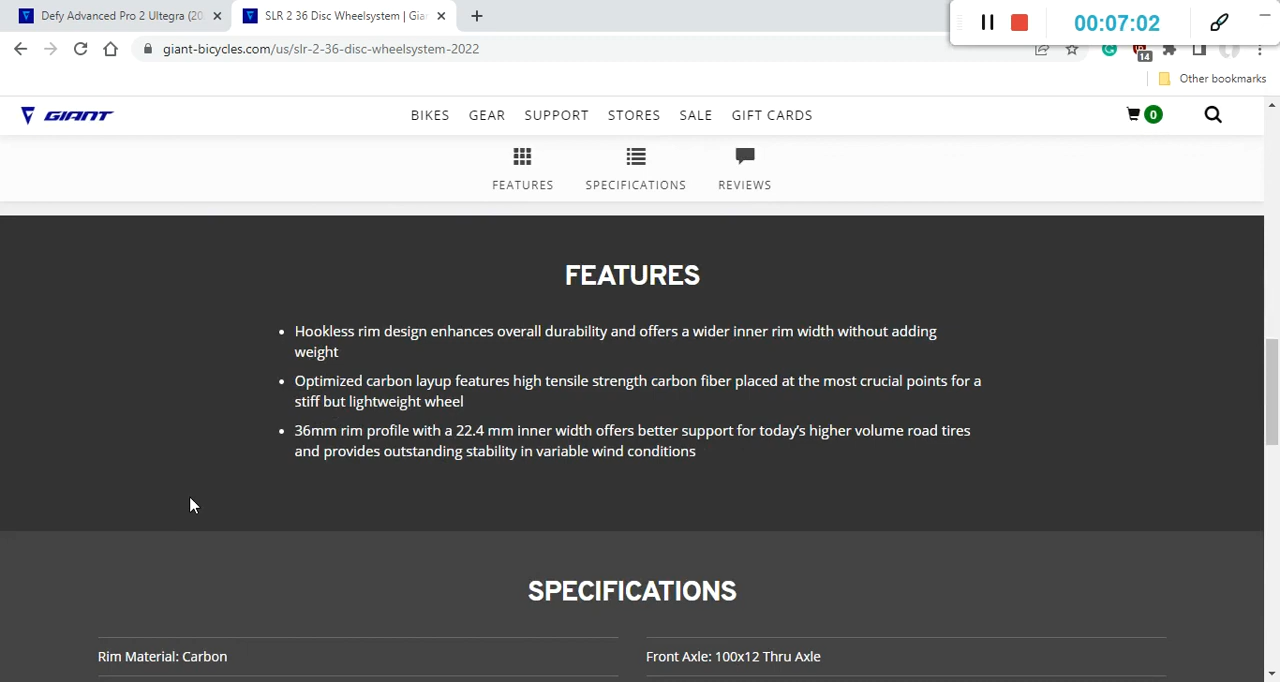 Defy Advanced Pro 2 Ultegra (20
SLR 2 36 Disc Wheelsystem | Gia
00:07:02
giant-bicycles.com/us/slr-2-36-disc-wheelsystem-2022
14
Other bookmarks
GIANT
BIKES GEAR SUPPORT STORES SALE GIFT CARDS
0
FEATURES SPECIFICATIONS REVIEWS
FEATURES
• Hookless rim design enhances overall durability and offers a wider inner rim width without adding
weight
• Optimized carbon layup features high tensile strength carbon fiber placed at the most crucial points for a
stiff but lightweight wheel
• 36mm rim profile with a 22.4 mm inner width offers better support for today's higher volume road tires
and provides outstanding stability in variable wind conditions
SPECIFICATIONS
Rim Material: Carbon
Front Axle: 100x12 Thru Axle